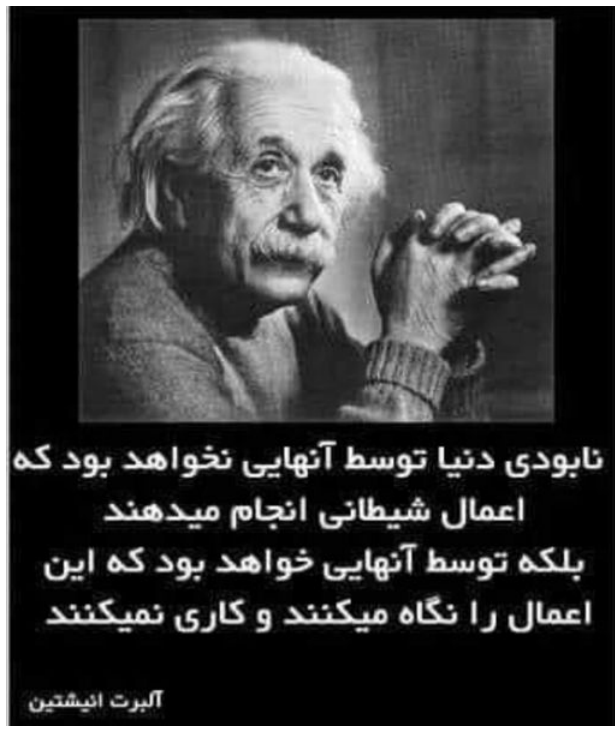 نابودی دنیا توسط آنهایی نخواهد بود که
اعمال شیطانی انجام میدهند
بلکه توسط آنهایی خواهد بود که این
اعمال را نگاه میکنند و کاری نمیکنند
آلبرت انیشتین